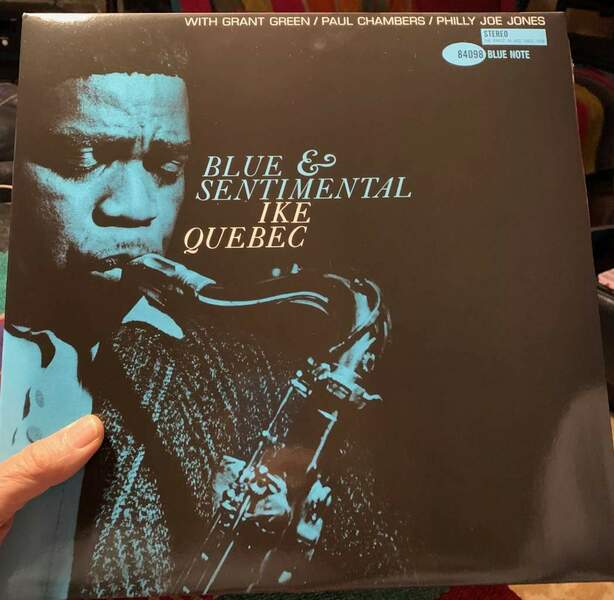 WITH GRANT GREEN / PAUL CHAMBERS / PHILLY JOE JONES
STEREO
84098 BLUE NOTE
BLUE &
SENTIMENTAL
IKE
QUEBEC